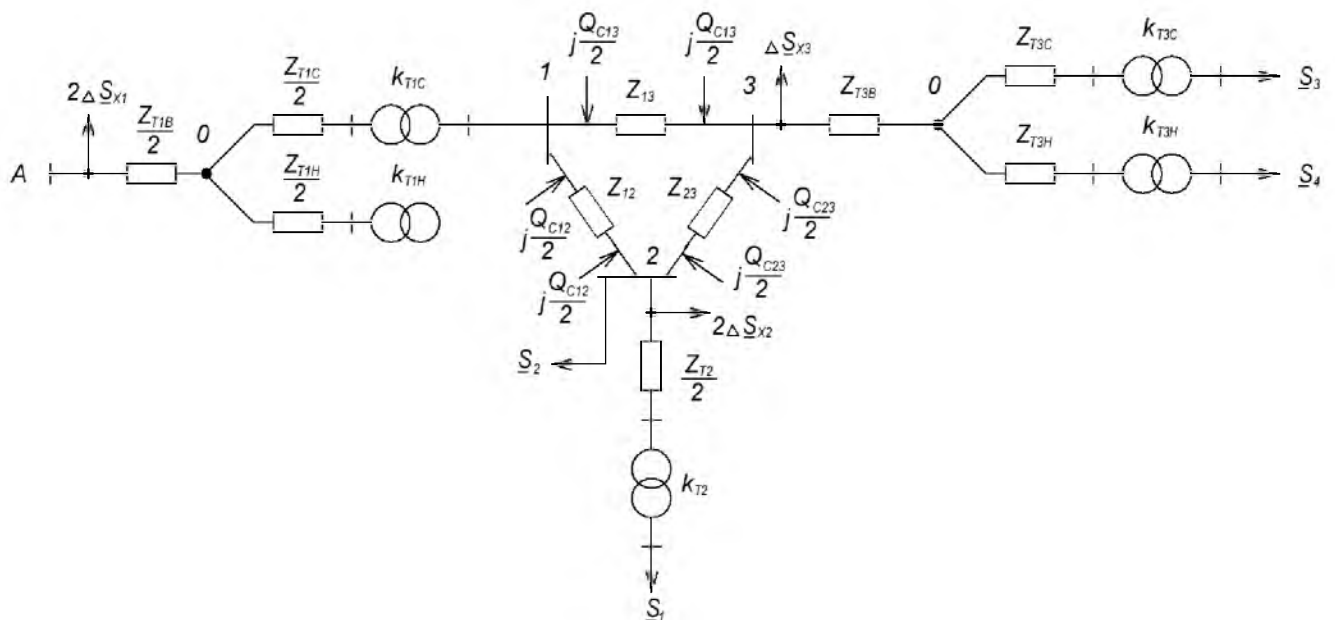 j Q_C13/2
j Q_C13/2
ΔS_X3
Z_T3C
k_T3C
Z_T1C/2
k_T1C
1
Z_13
3
Z_T3B
0
S_3
2ΔS_X1
Z_T1B/2
0
A
Z_T1H/2
k_T1H
Z_T3H
k_T3H
S_4
Z_12
Z_23
j Q_C12/2
j Q_C23/2
j Q_C12/2
2
j Q_C23/2
2ΔS_X2
S_2
Z_T2/2
k_T2
S_1